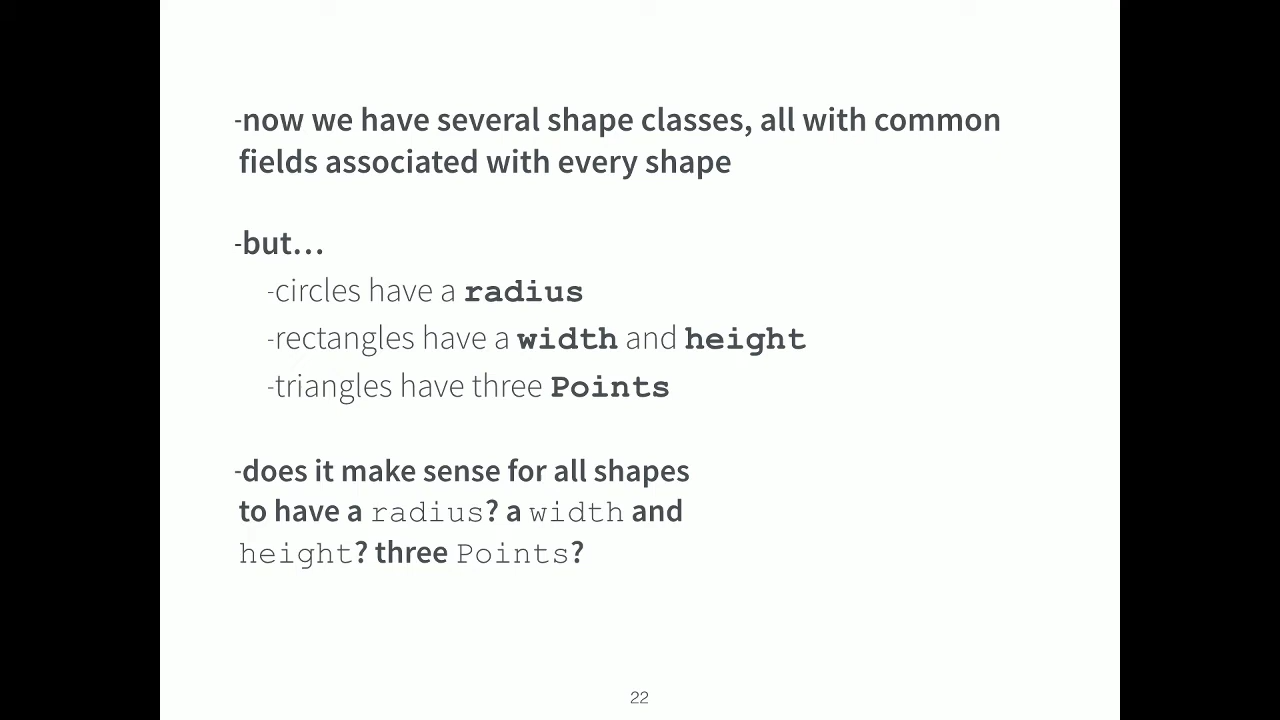 -now we have several shape classes, all with common
fields associated with every shape
-but…
-circles have a radius
-rectangles have a width and height
-triangles have three Points
-does it make sense for all shapes
to have a radius? a width and
height? three Points?
22